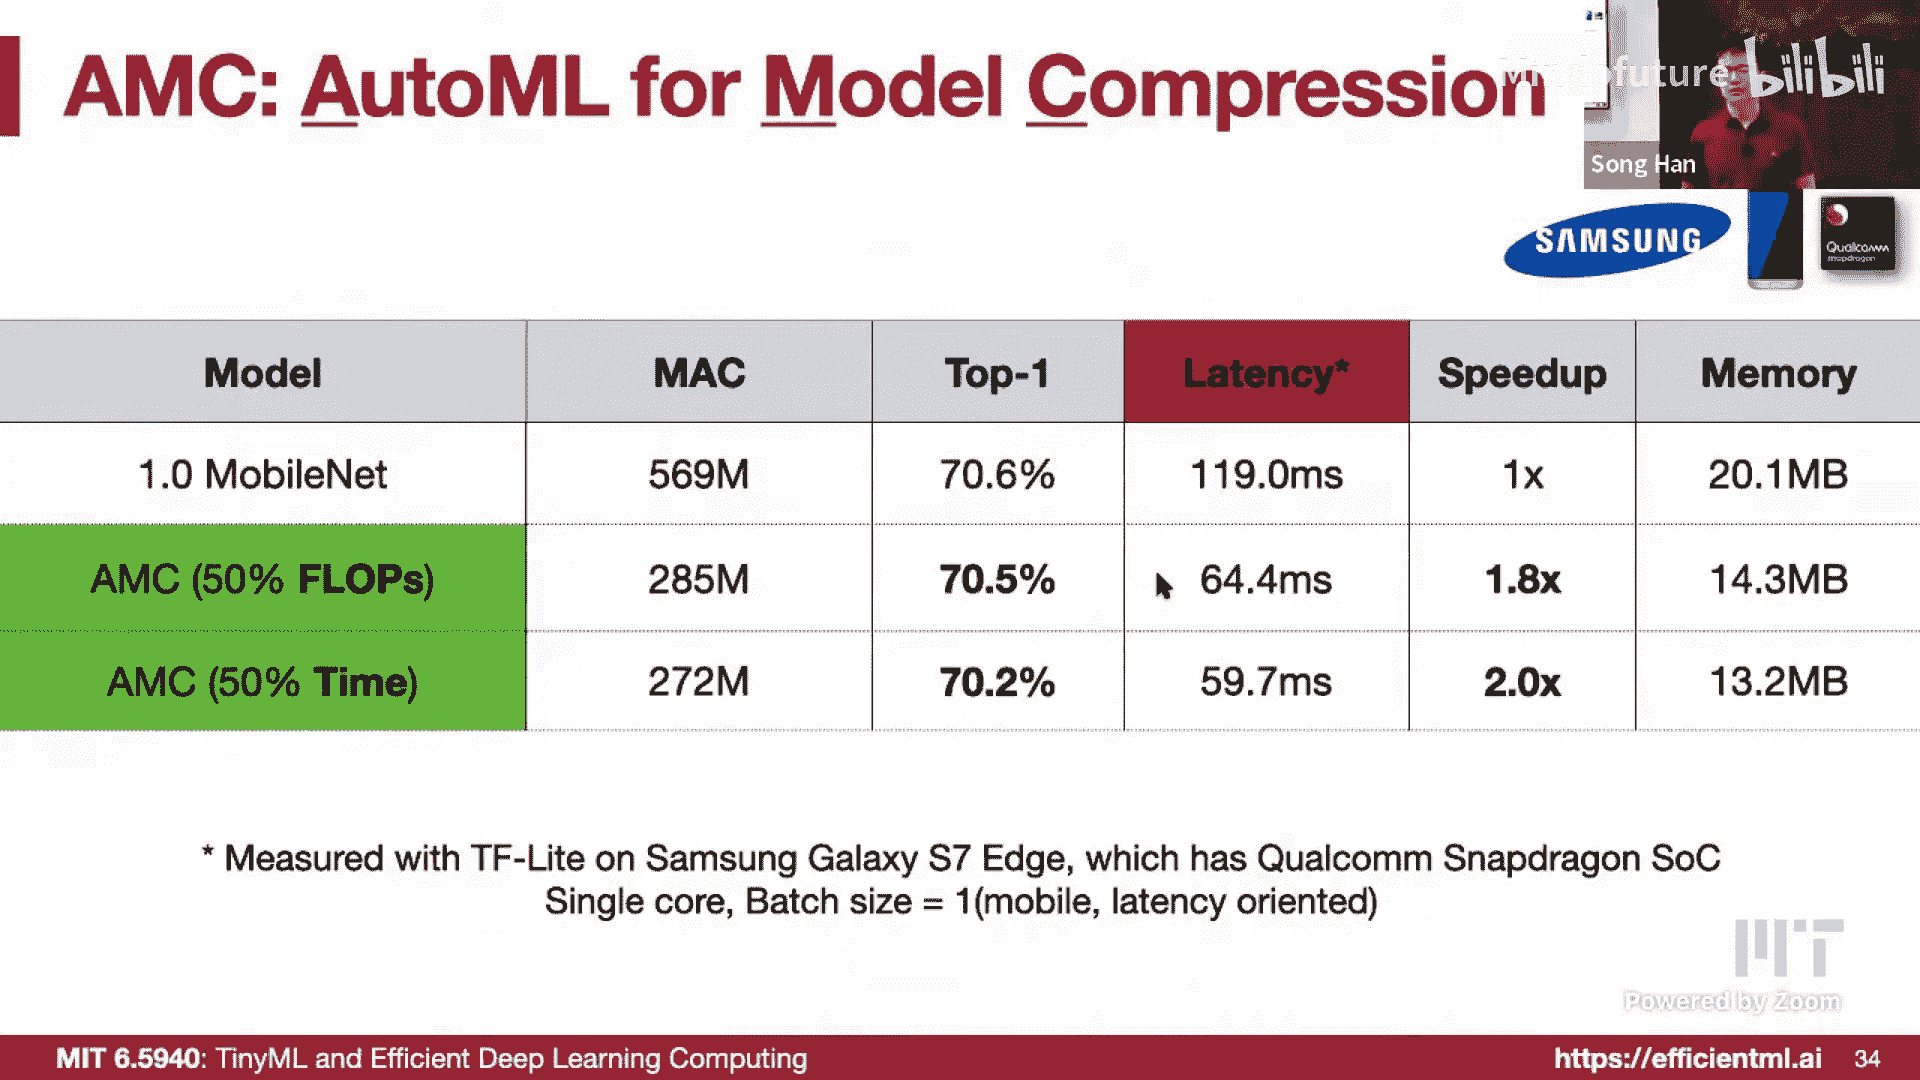 AMC: AutoML for Model Compression
bilibili
Song Han
SAMSUNG
Qualcomm
snapdragon
Model MAC Top-1 Latency* Speedup Memory
1.0 MobileNet 569M 70.6% 119.0ms 1x 20.1MB
AMC (50% FLOPs) 285M 70.5% 64.4ms 1.8x 14.3MB
AMC (50% Time) 272M 70.2% 59.7ms 2.0x 13.2MB
* Measured with TF-Lite on Samsung Galaxy S7 Edge, which has Qualcomm Snapdragon SoC
Single core, Batch size = 1(mobile, latency oriented)
MIT
Powered by Zoom
MIT 6.5940: TinyML and Efficient Deep Learning Computing
https://efficientml.ai 34